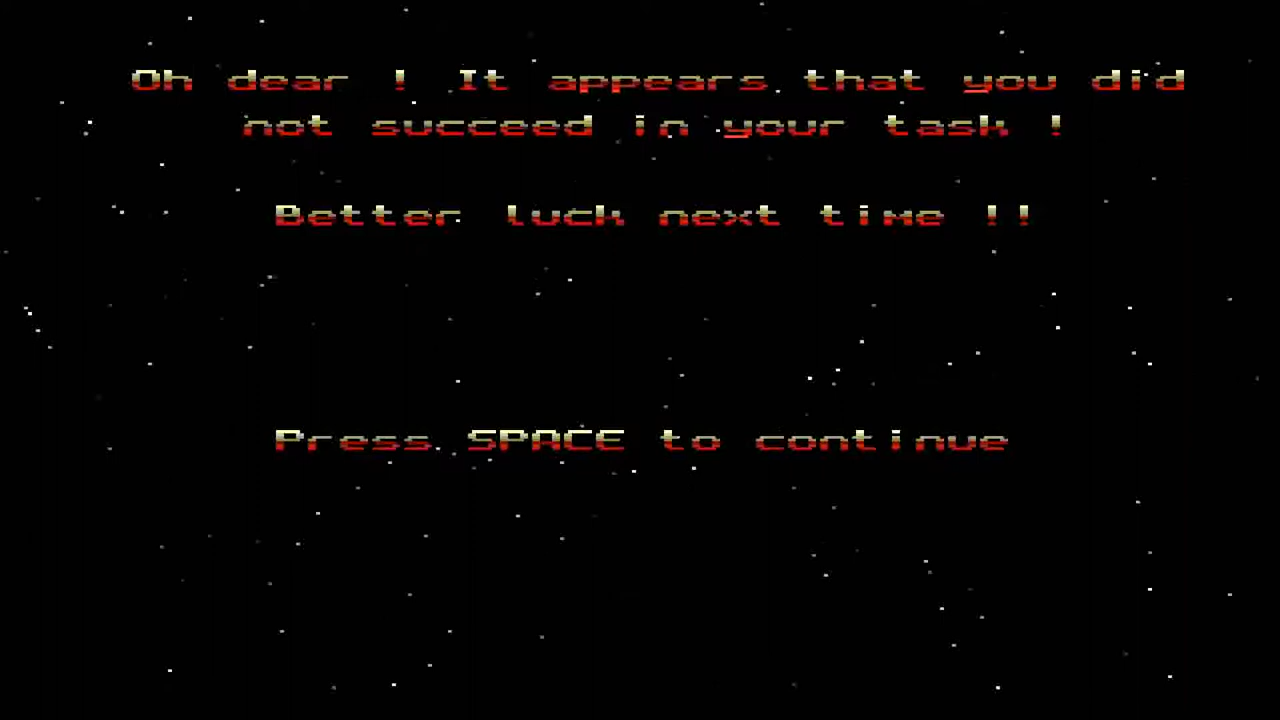 Oh dear ! It appears that you did
not succeed in your task !
Better luck next time !!
Press SPACE to continue